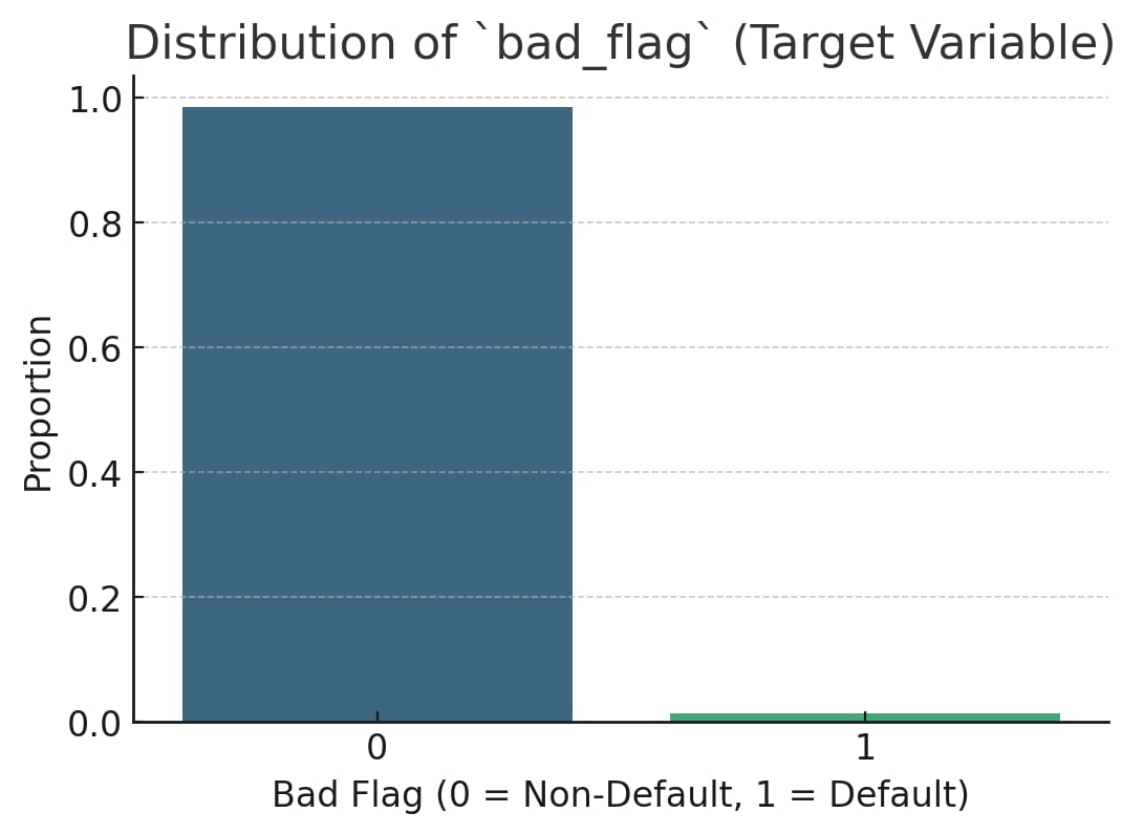 Distribution of `bad_flag` (Target Variable)
1.0
0.8
0.6
0.4
0.2
0.0
Proportion
0 1
Bad Flag (0 = Non-Default, 1 = Default)